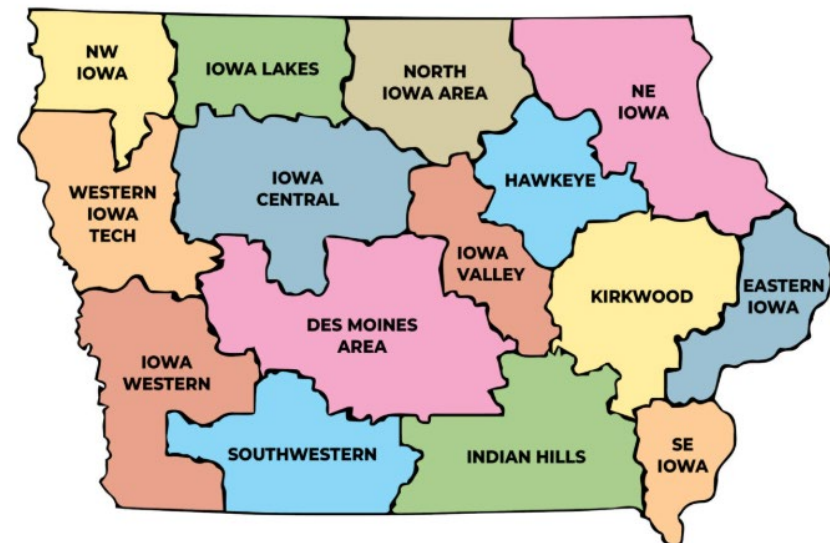 NW
IOWA
IOWA LAKES
NORTH
IOWA AREA
NE
IOWA
WESTERN
IOWA
TECH
IOWA
CENTRAL
HAWKEYE
IOWA
VALLEY
KIRKWOOD
EASTERN
IOWA
DES MOINES
AREA
IOWA
WESTERN
SOUTHWESTERN
INDIAN HILLS
SE
IOWA